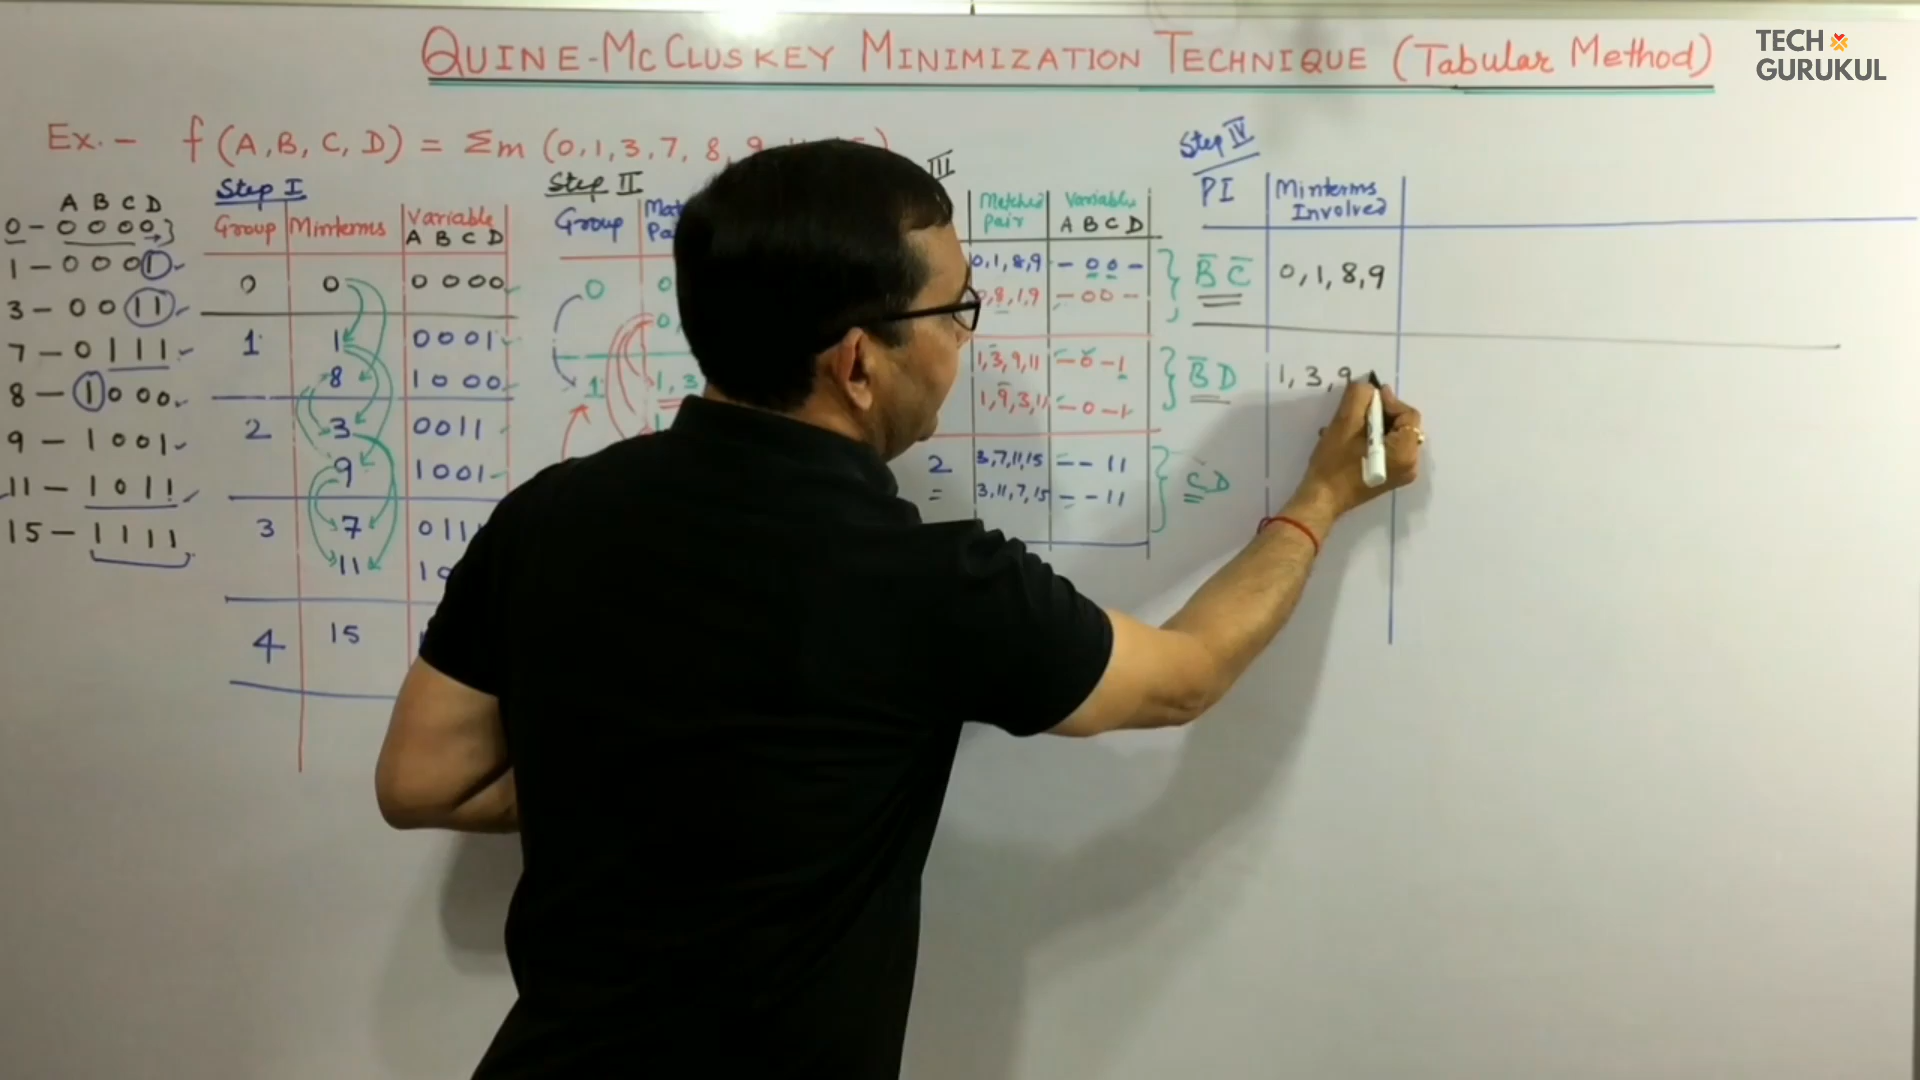 QUINE-McCLUSKEY MINIMIZATION TECHNIQUE (Tabular Method)
TECH
GURUKUL
Ex. - f(A,B,C,D) = Σm (0,1,3,7,8,9
A B C D
0 - 0 0 0 0
1 - 0 0 0 1
3 - 0 0 1 1
7 - 0 1 1 1
8 - 1 0 0 0
9 - 1 0 0 1
11 - 1 0 1 1
15 - 1 1 1 1
Step I
Group Minterms Variable
A B C D
0 0 0 0 0 0
1 1 0 0 0 1
8 1 0 0 0
2 3 0 0 1 1
9 1 0 0 1
3 7 0 1 1
11 1 0
4 15
Step II
Group
0 0
1 1, 3
III
Matched Pair Variable
A B C D
0,1,8,9 - 0 0 -
0,8,1,9 - 0 0 -
1,3,9,11 - 0 - 1
1,9,3,11 - 0 - 1
2 3,7,11,15 - - 1 1
3,11,7,15 - - 1 1
Step IV
PI Minterms Involved
B̅ C̅ 0,1,8,9
B̅ D 1,3,9
C D